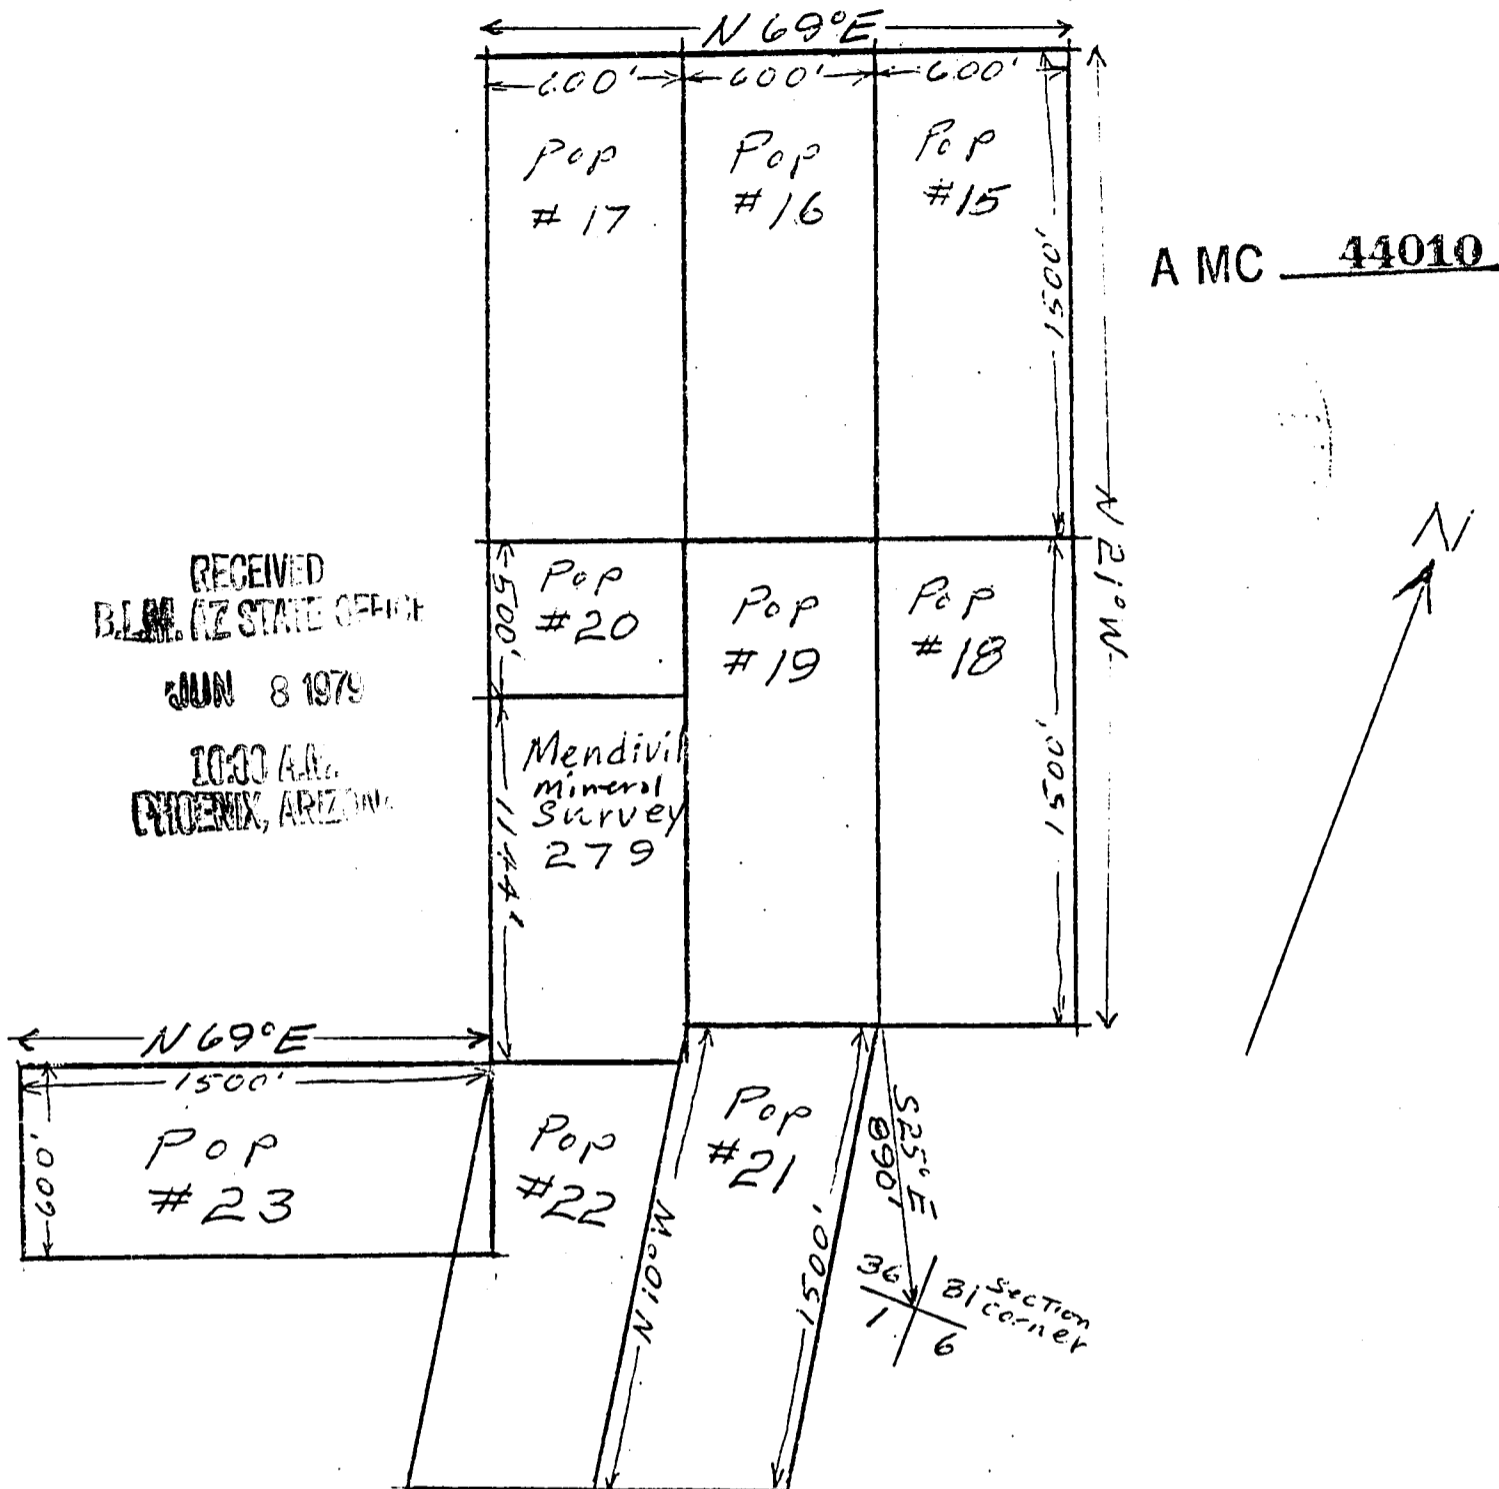 N 69°E
600' 600' 600'
Pop
#17
Pop
#16
Pop
#15
1500'
N 21°W
A MC 44010
N
RECEIVED
B.L.M. AZ STATE OFFICE
JUN 8 1979
10:00 A.M.
PHOENIX, ARIZONA
500'
Pop
#20
Pop
#19
Pop
#18
1500'
Mendivil
mineral
Survey
279
1144'
N 69°E
1500'
600'
Pop
#23
Pop
#22
N 10°W
Pop
#21
1500'
S25°E
890'
36 31 Section
1 6 corner